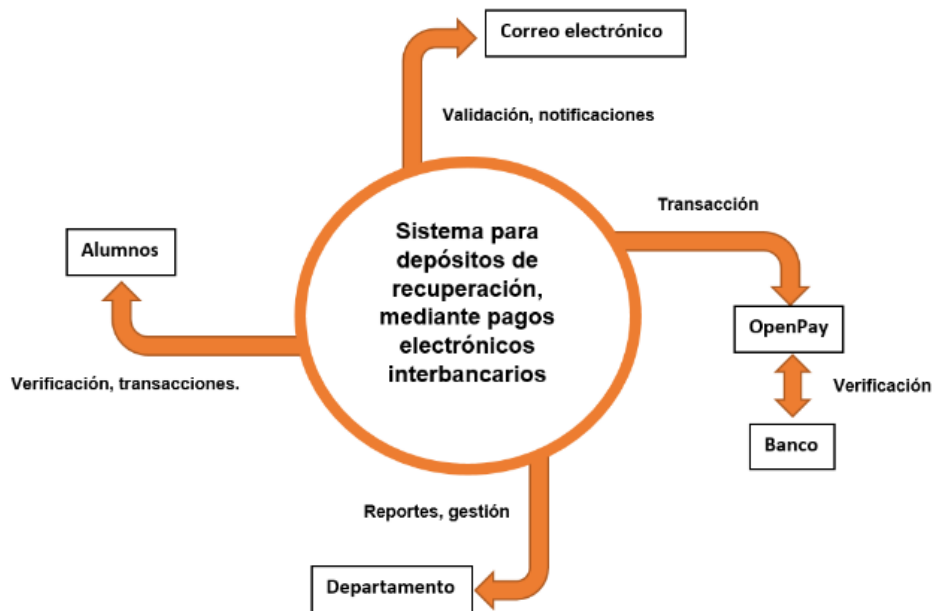 Correo electrónico
Validación, notificaciones
Transacción
Sistema para
depósitos de
recuperación,
mediante pagos
electrónicos
interbancarios
Alumnos
OpenPay
Verificación, transacciones.
Verificación
Banco
Reportes, gestión
Departamento